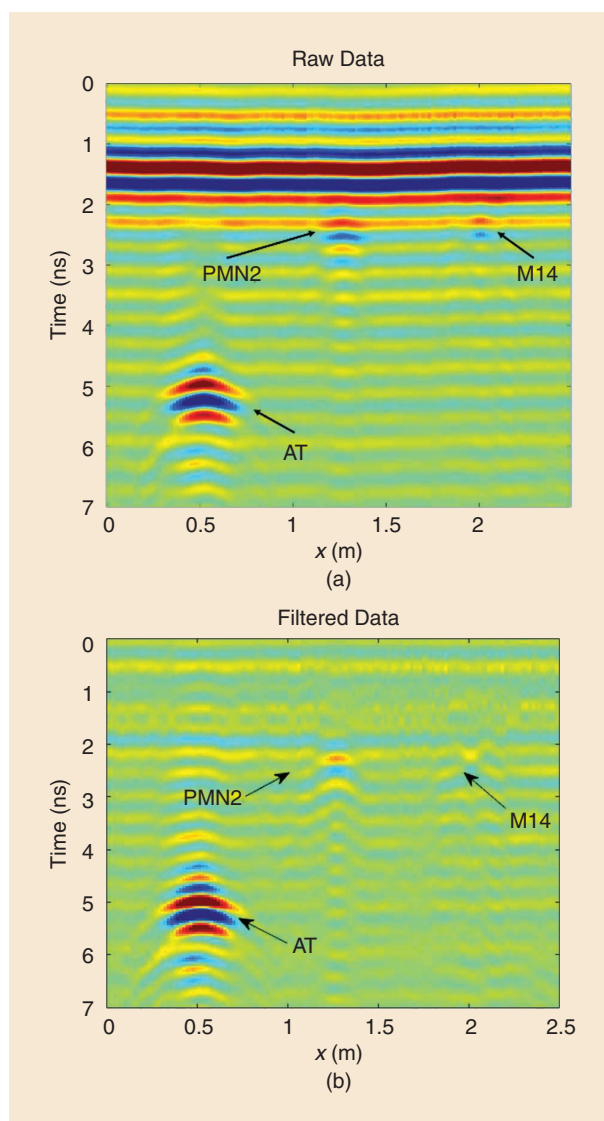 Raw Data
0
1
2
3
4
5
6
7
Time (ns)
PMN2
M14
AT
0 0.5 1 1.5 2
x (m)
(a)
Filtered Data
0
1
2
3
4
5
6
7
Time (ns)
PMN2
M14
AT
0 0.5 1 1.5 2 2.5
x (m)
(b)